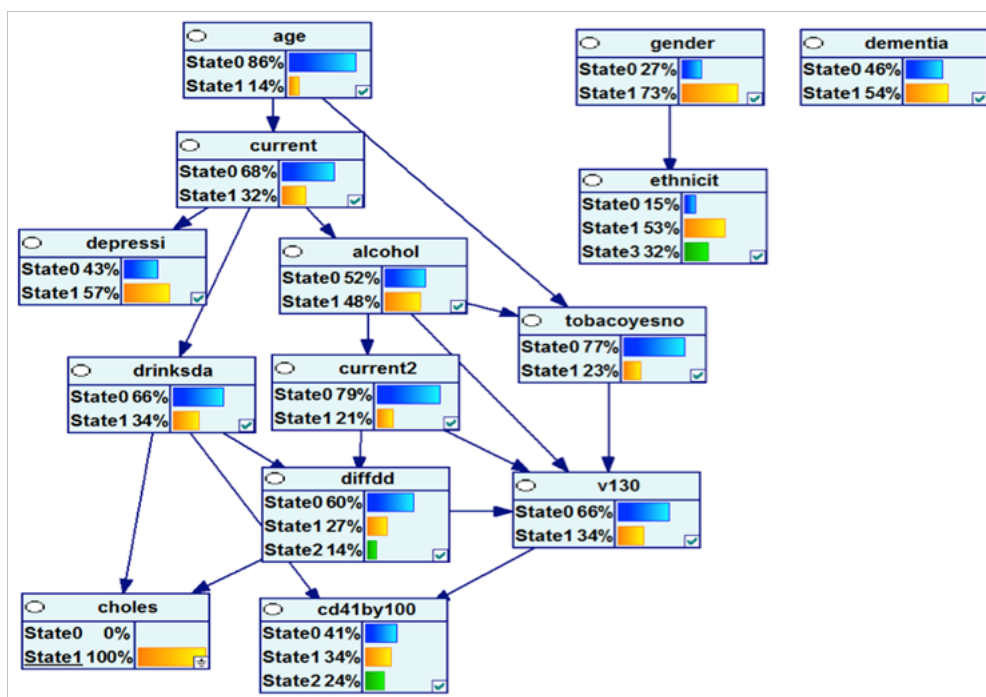 age
State0 86%
State1 14%
gender
State0 27%
State1 73%
dementia
State0 46%
State1 54%
current
State0 68%
State1 32%
ethnicit
State0 15%
State1 53%
State3 32%
depressi
State0 43%
State1 57%
alcohol
State0 52%
State1 48%
tobacoyesno
State0 77%
State1 23%
drinksda
State0 66%
State1 34%
current2
State0 79%
State1 21%
diffdd
State0 60%
State1 27%
State2 14%
v130
State0 66%
State1 34%
choles
State0 0%
State1 100%
cd41by100
State0 41%
State1 34%
State2 24%